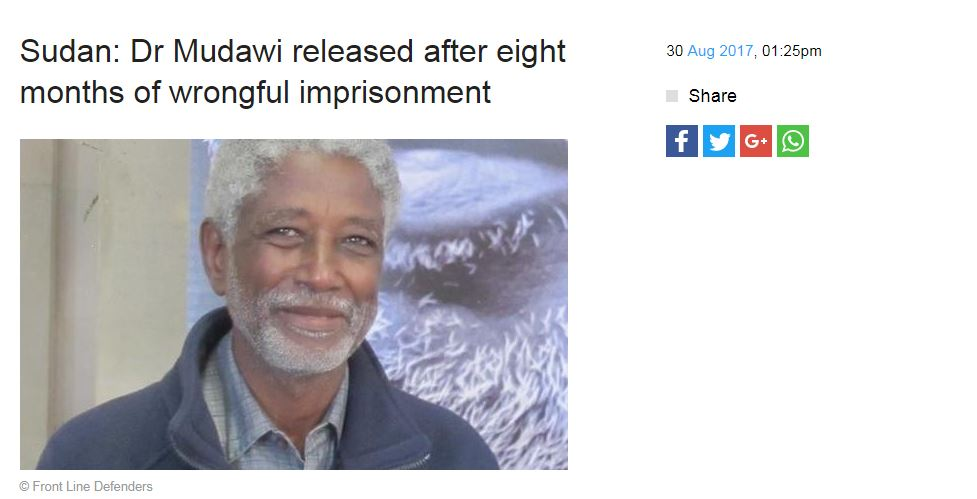 Sudan: Dr Mudawi released after eight
months of wrongful imprisonment
30 Aug 2017, 01:25pm
Share
© Front Line Defenders